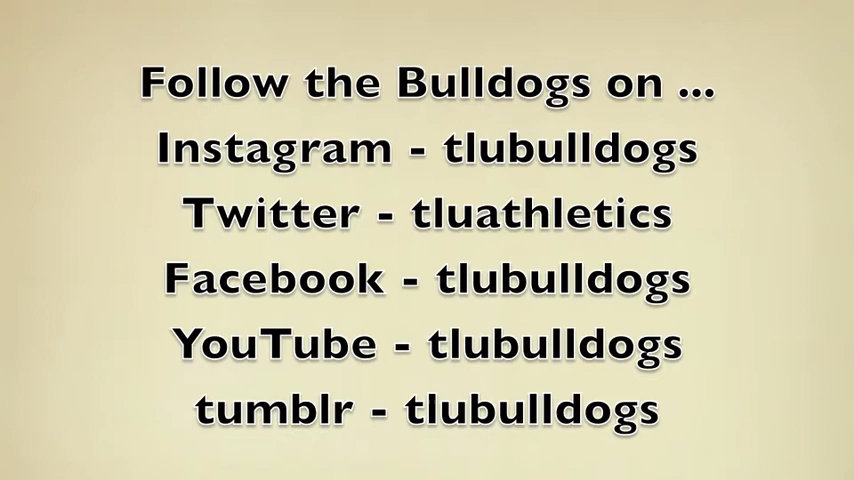 Follow the Bulldogs on ...
Instagram - tlubulldogs
Twitter - tluathletics
Facebook - tlubulldogs
YouTube - tlubulldogs
tumblr - tlubulldogs